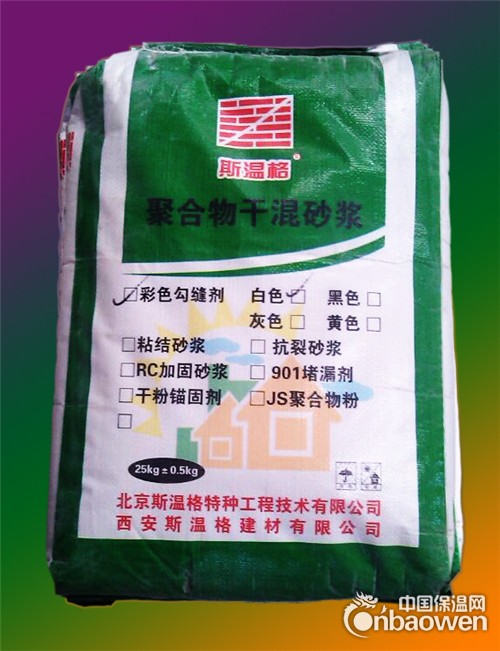 斯温格®
聚合物干混砂浆
☑彩色勾缝剂 白色☑ 黑色□
灰色□ 黄色□
□粘结砂浆 □抗裂砂浆
□RC加固砂浆 □901堵漏剂
□干粉锚固剂 □JS聚合物粉
□
25kg±0.5kg
北京斯温格特种工程技术有限公司
西安斯温格建材有限公司
中国保温网
Cnbaowen